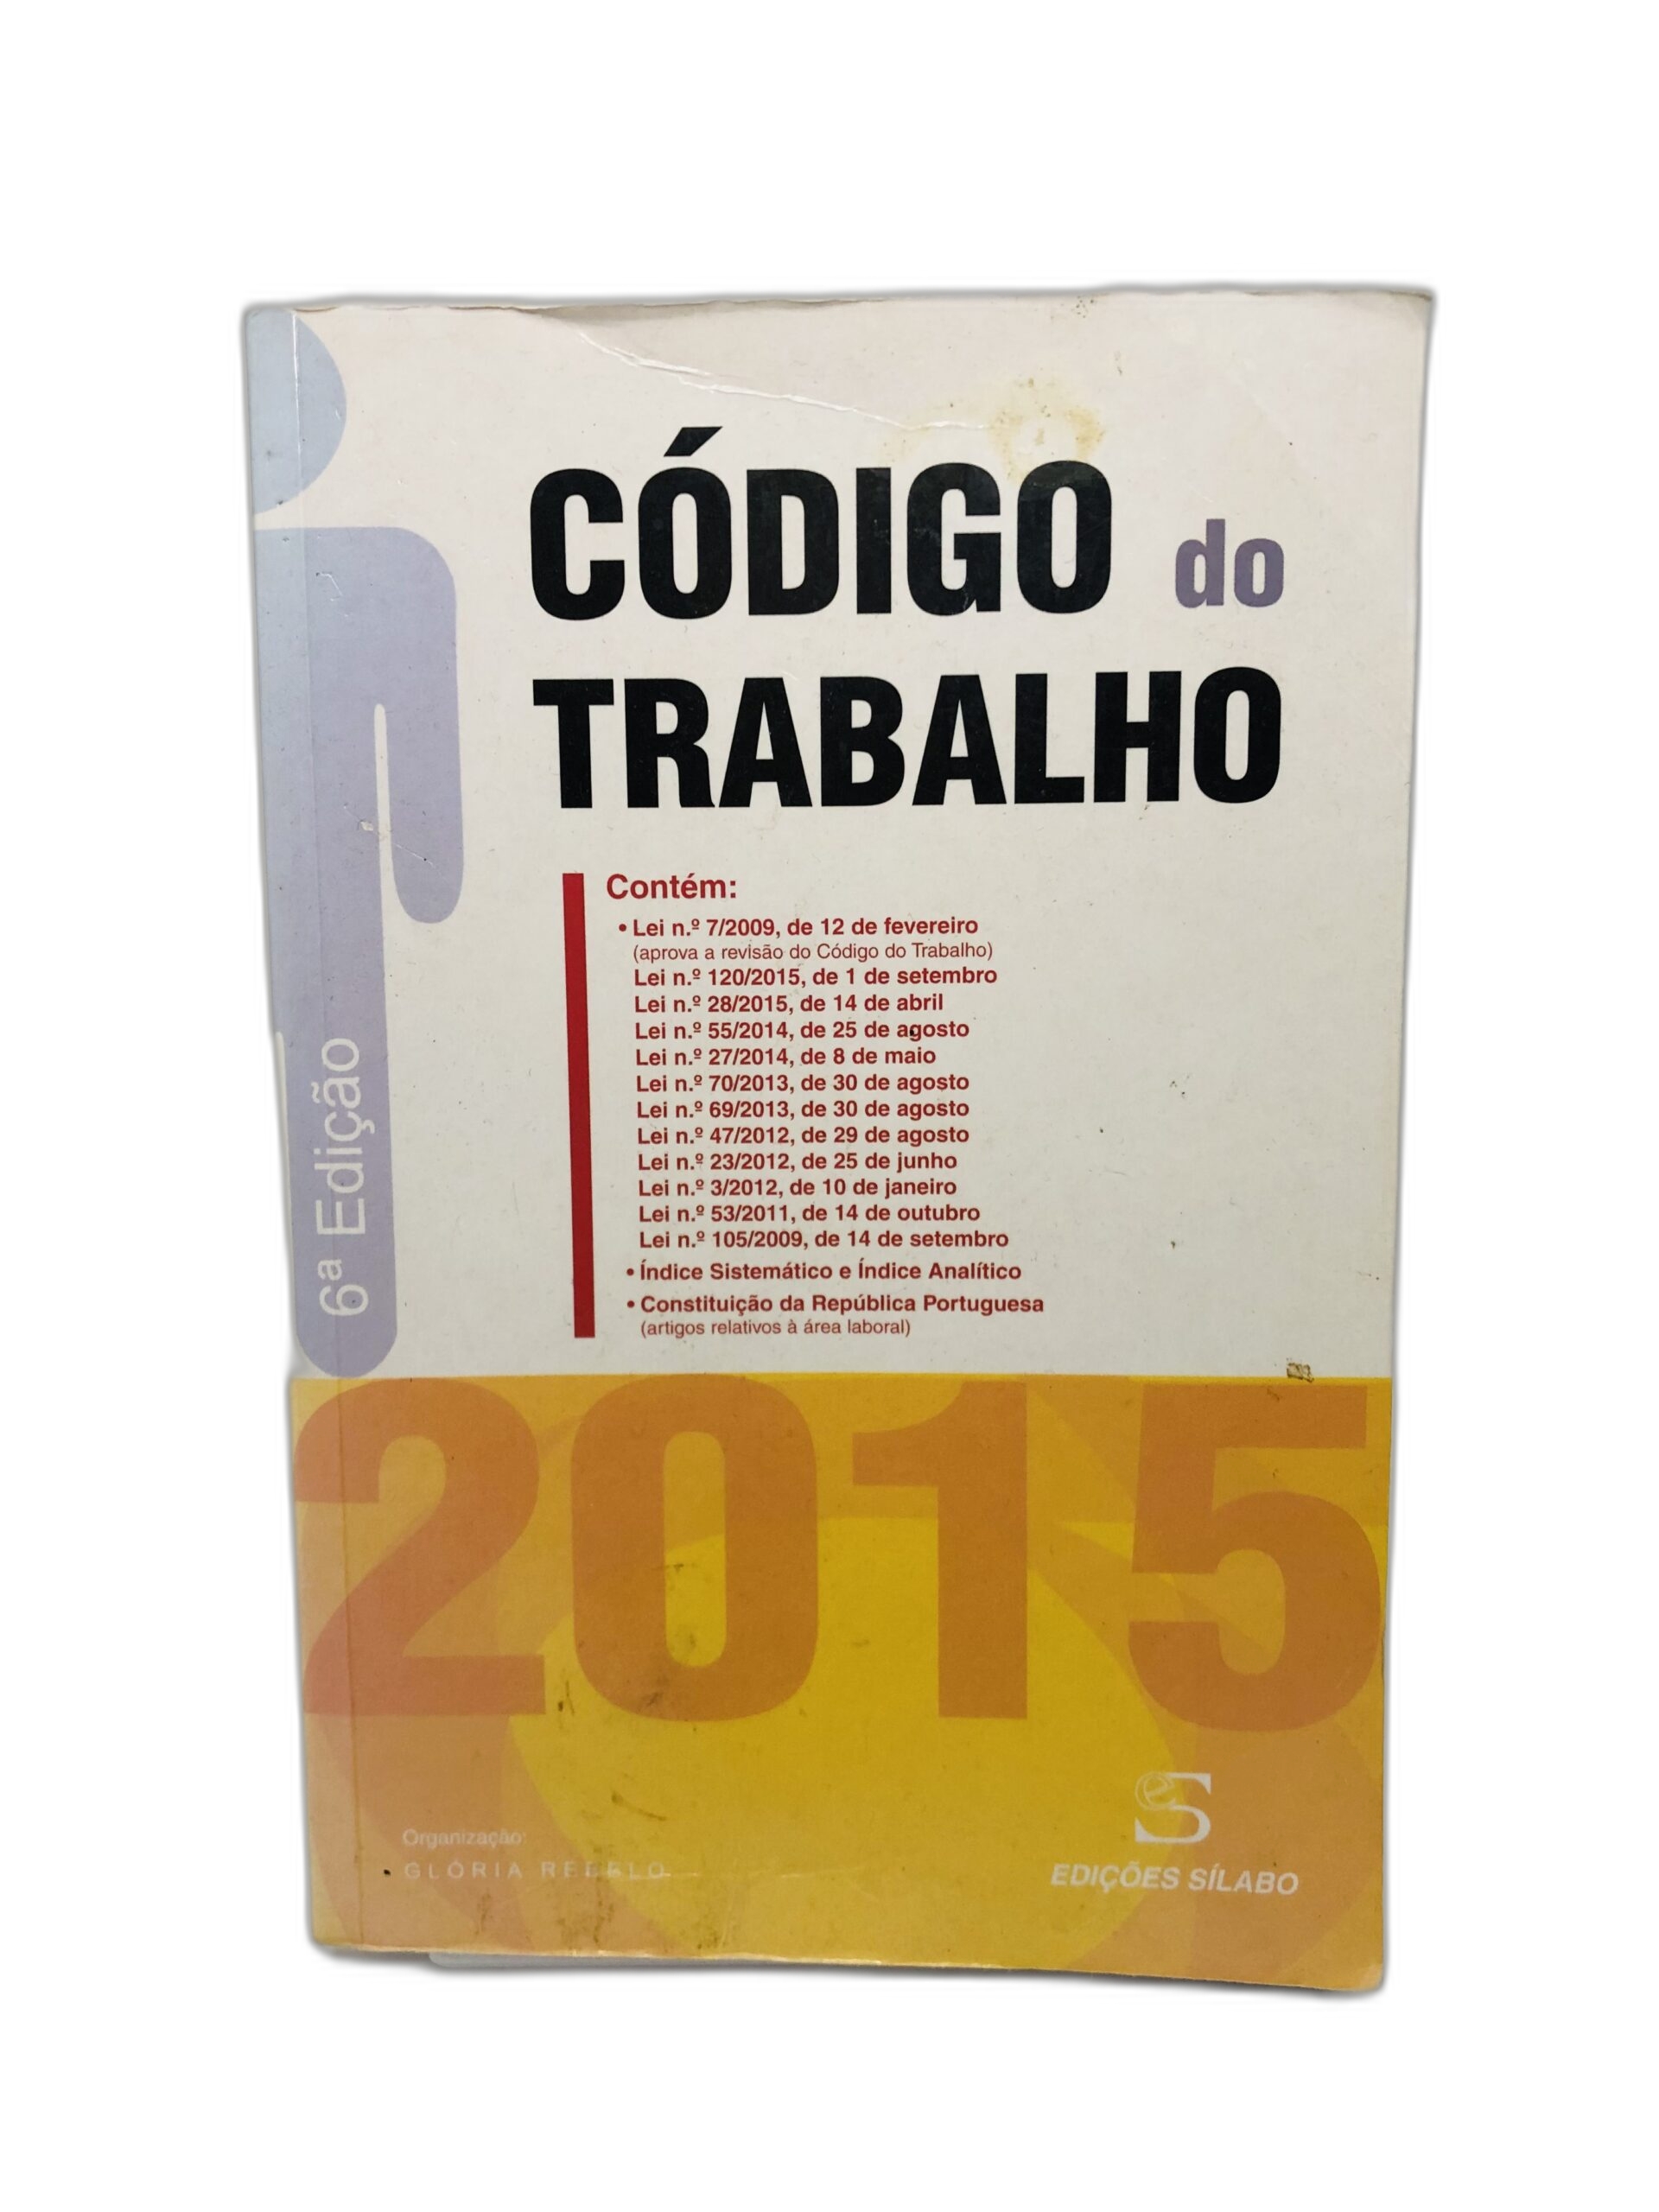 CÓDIGO do
TRABALHO
Contém:
• Lei n.º 7/2009, de 12 de fevereiro
(aprova a revisão do Código do Trabalho)
Lei n.º 120/2015, de 1 de setembro
Lei n.º 28/2015, de 14 de abril
Lei n.º 55/2014, de 25 de agosto
Lei n.º 27/2014, de 8 de maio
Lei n.º 70/2013, de 30 de agosto
Lei n.º 69/2013, de 30 de agosto
Lei n.º 47/2012, de 29 de agosto
Lei n.º 23/2012, de 25 de junho
Lei n.º 3/2012, de 10 de janeiro
Lei n.º 53/2011, de 14 de outubro
Lei n.º 105/2009, de 14 de setembro
• Índice Sistemático e Índice Analítico
• Constituição da República Portuguesa
(artigos relativos à área laboral)
6ª Edição
2015
Organização:
GLÓRIA REBELO
eS
EDIÇÕES SÍLABO